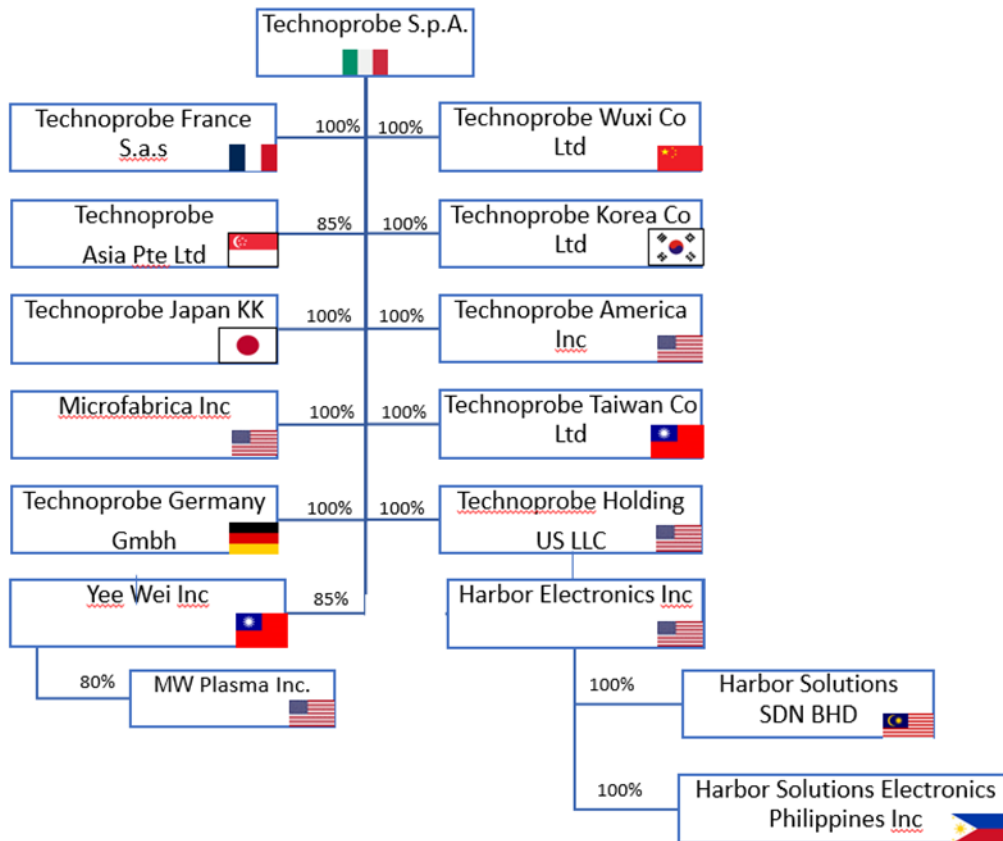 Technoprobe S.p.A.
Technoprobe France
S.a.s
100%
100%
Technoprobe Wuxi Co
Ltd
Technoprobe
Asia Pte Ltd
85%
100%
Technoprobe Korea Co
Ltd
Technoprobe Japan KK
100%
100%
Technoprobe America
Inc
Microfabrica Inc
100%
100%
Technoprobe Taiwan Co
Ltd
Technoprobe Germany
Gmbh
100%
100%
Technoprobe Holding
US LLC
Yee Wei Inc
85%
Harbor Electronics Inc
80%
MW Plasma Inc.
100%
Harbor Solutions
SDN BHD
100%
Harbor Solutions Electronics
Philippines Inc